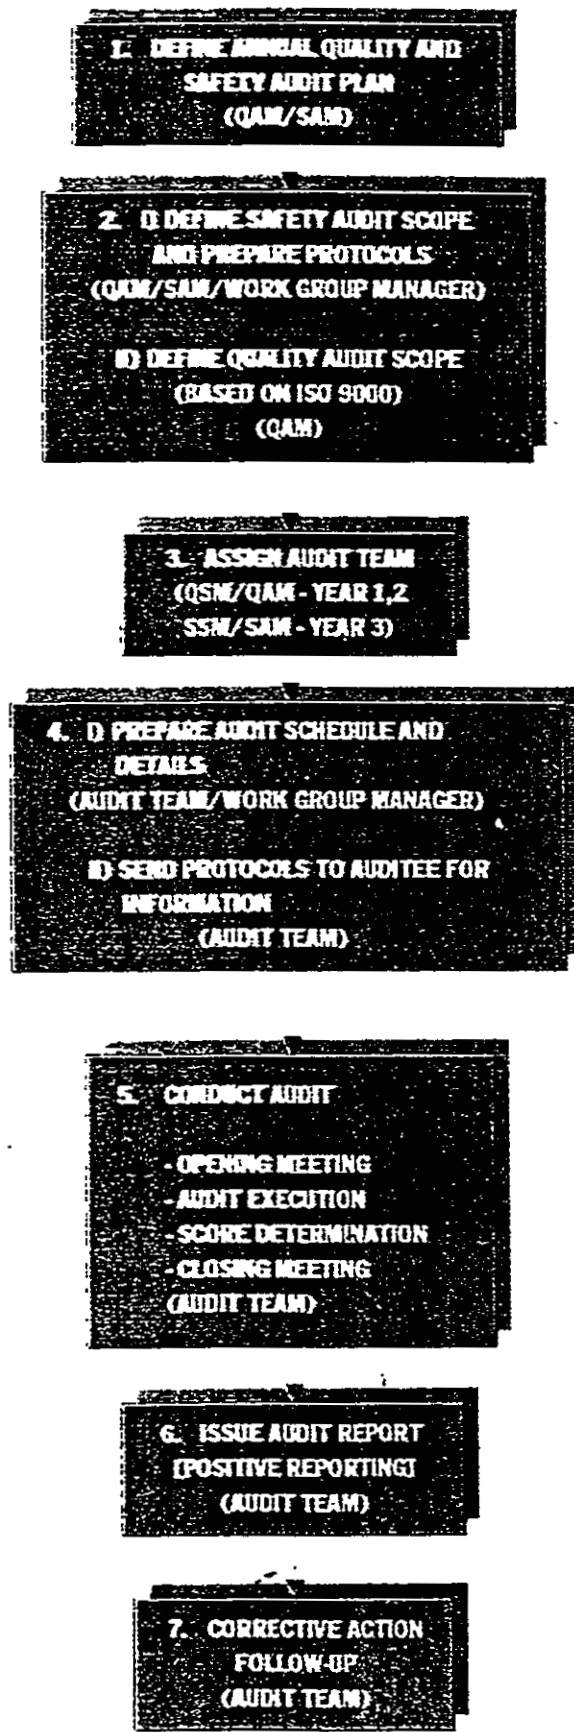 1. DEFINE ANNUAL QUALITY AND
SAFETY AUDIT PLAN
(QAM/SAM)
2. I) DEFINE SAFETY AUDIT SCOPE
AND PREPARE PROTOCOLS
(QAM/SAM/WORK GROUP MANAGER)
II) DEFINE QUALITY AUDIT SCOPE
(BASED ON ISO 9000)
(QAM)
3. ASSIGN AUDIT TEAM
(QSM/QAM - YEAR 1,2
SSM/SAM - YEAR 3)
4. I) PREPARE AUDIT SCHEDULE AND
DETAILS
(AUDIT TEAM/WORK GROUP MANAGER)
II) SEND PROTOCOLS TO AUDITEE FOR
INFORMATION
(AUDIT TEAM)
5. CONDUCT AUDIT
- OPENING MEETING
- AUDIT EXECUTION
- SCORE DETERMINATION
- CLOSING MEETING
(AUDIT TEAM)
6. ISSUE AUDIT REPORT
[POSITIVE REPORTING]
(AUDIT TEAM)
7. CORRECTIVE ACTION
FOLLOW-UP
(AUDIT TEAM)